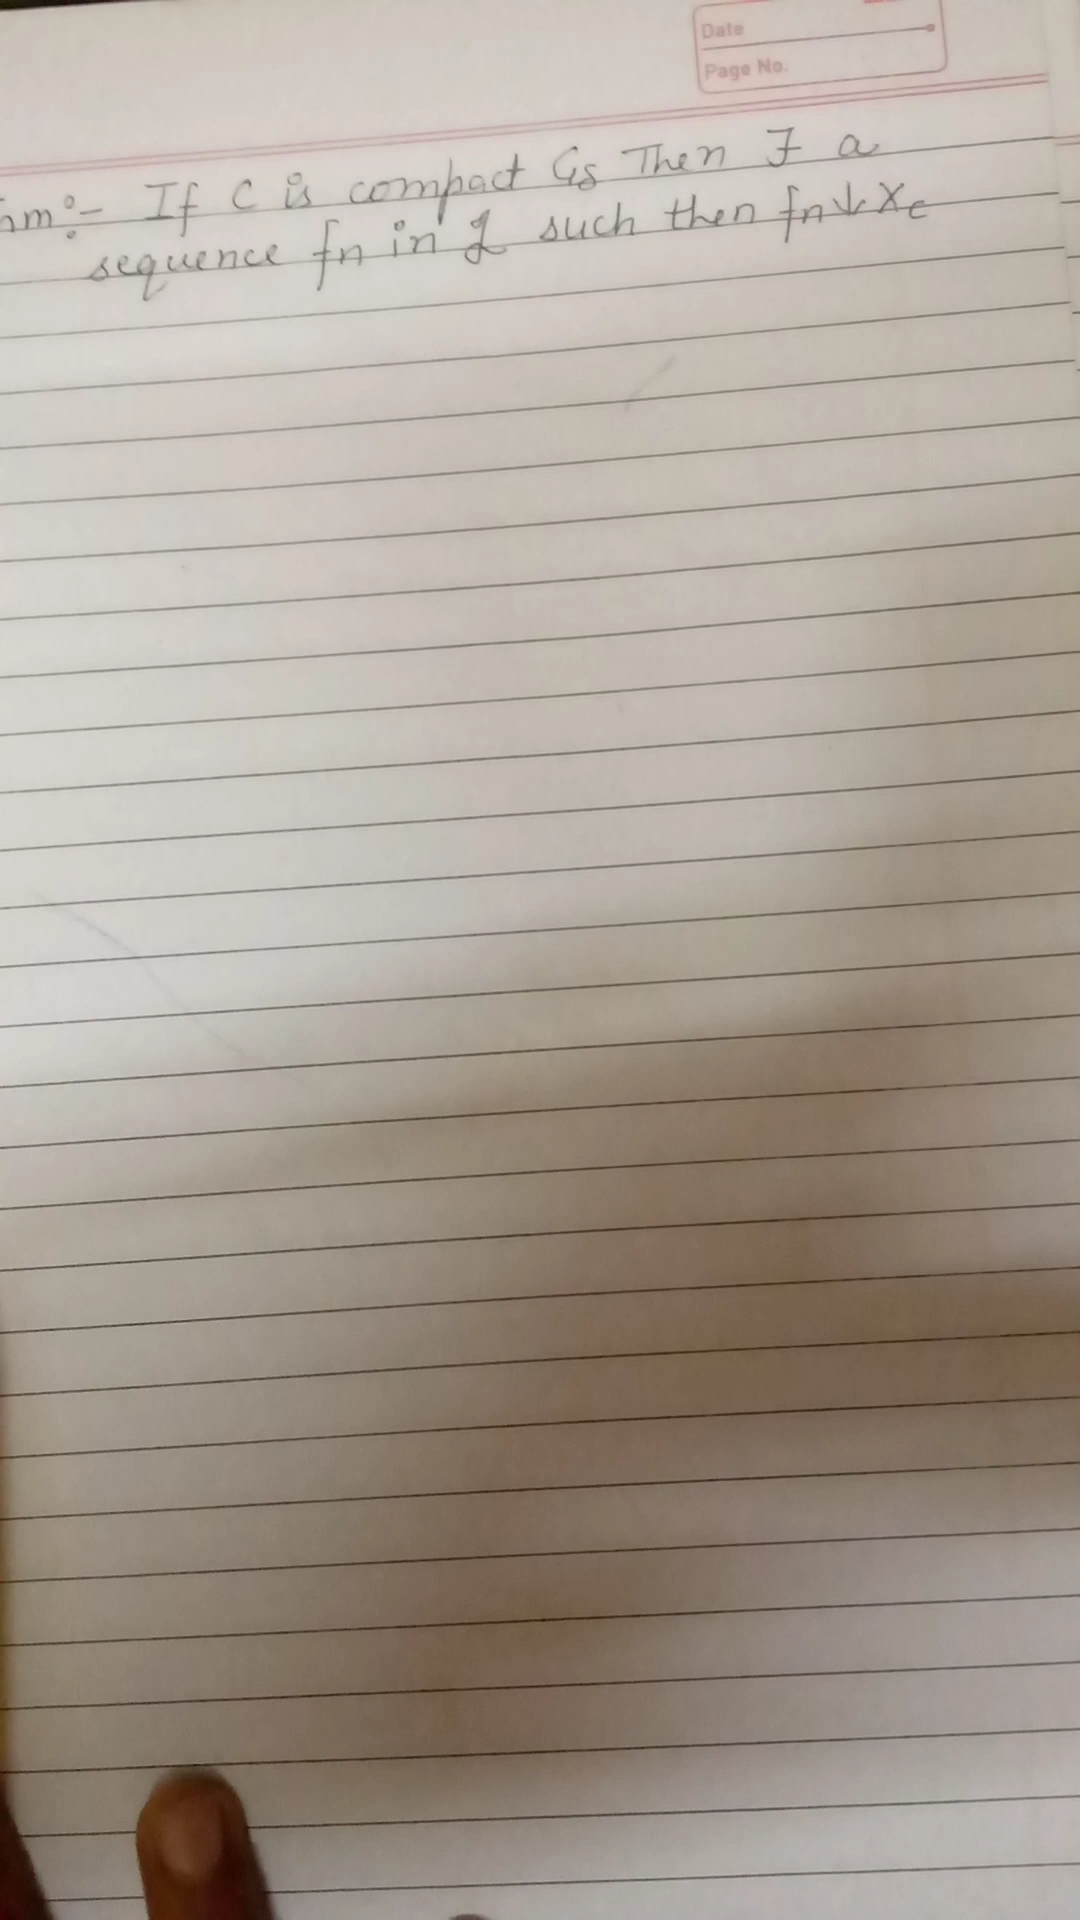 Date
Page No.
m:- If C is compact Gδ Then ∃ a
sequence fn in ℒ such then fn↓χc